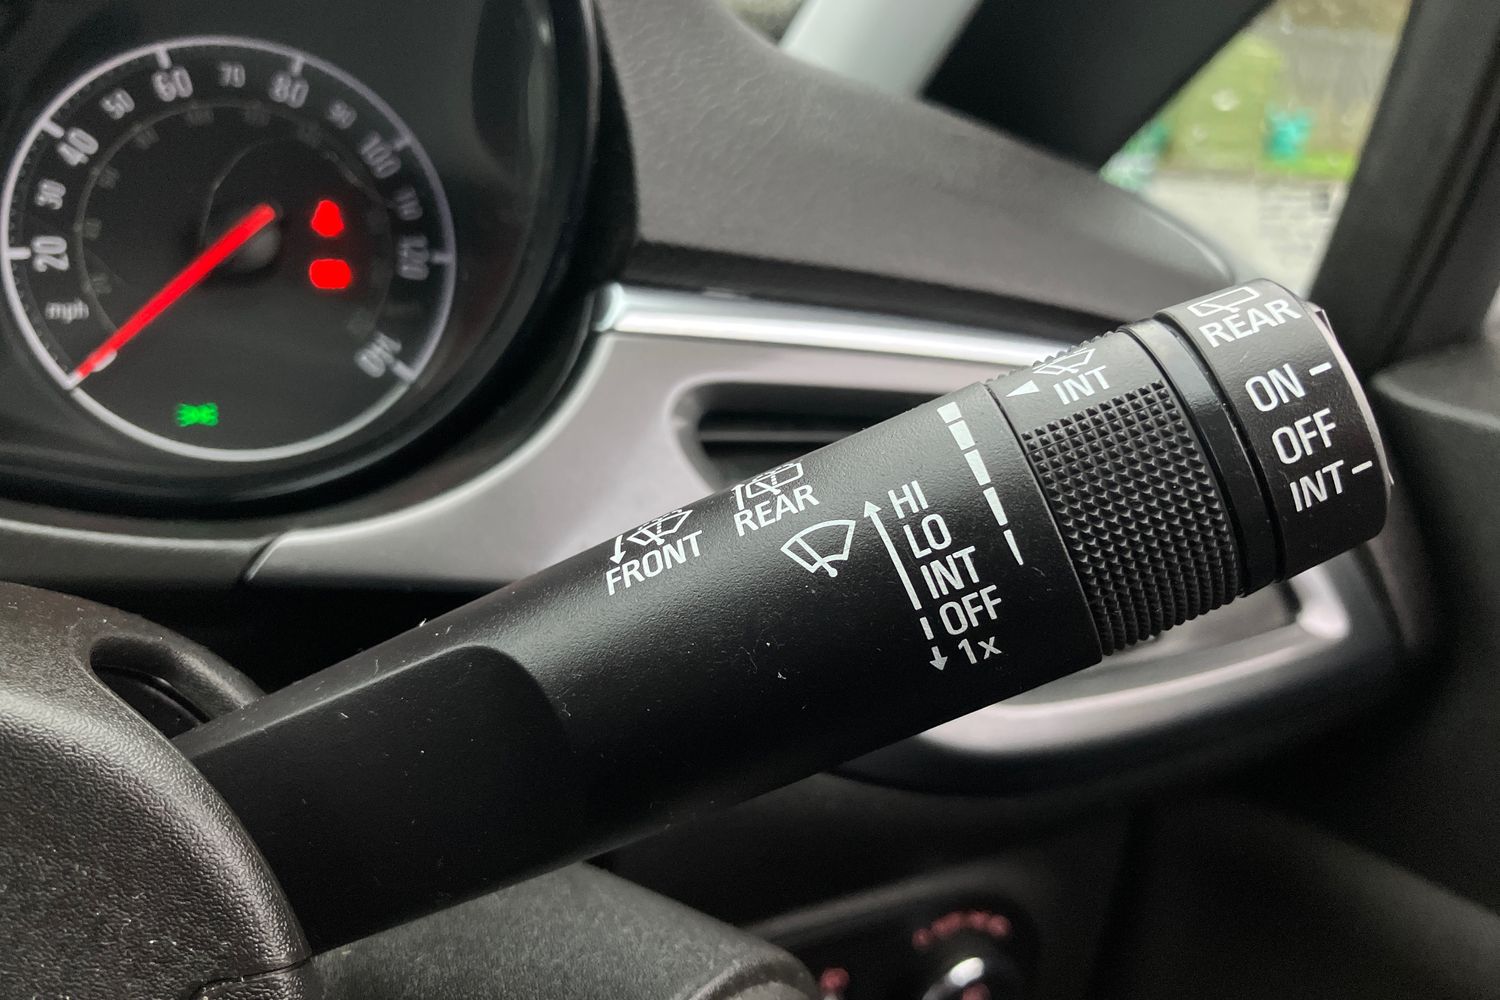 20
30
40
50
60
70
80
90
100
110
120
140
mph
FRONT
REAR
HI
LO
INT
OFF
1x
INT
REAR
ON
OFF
INT